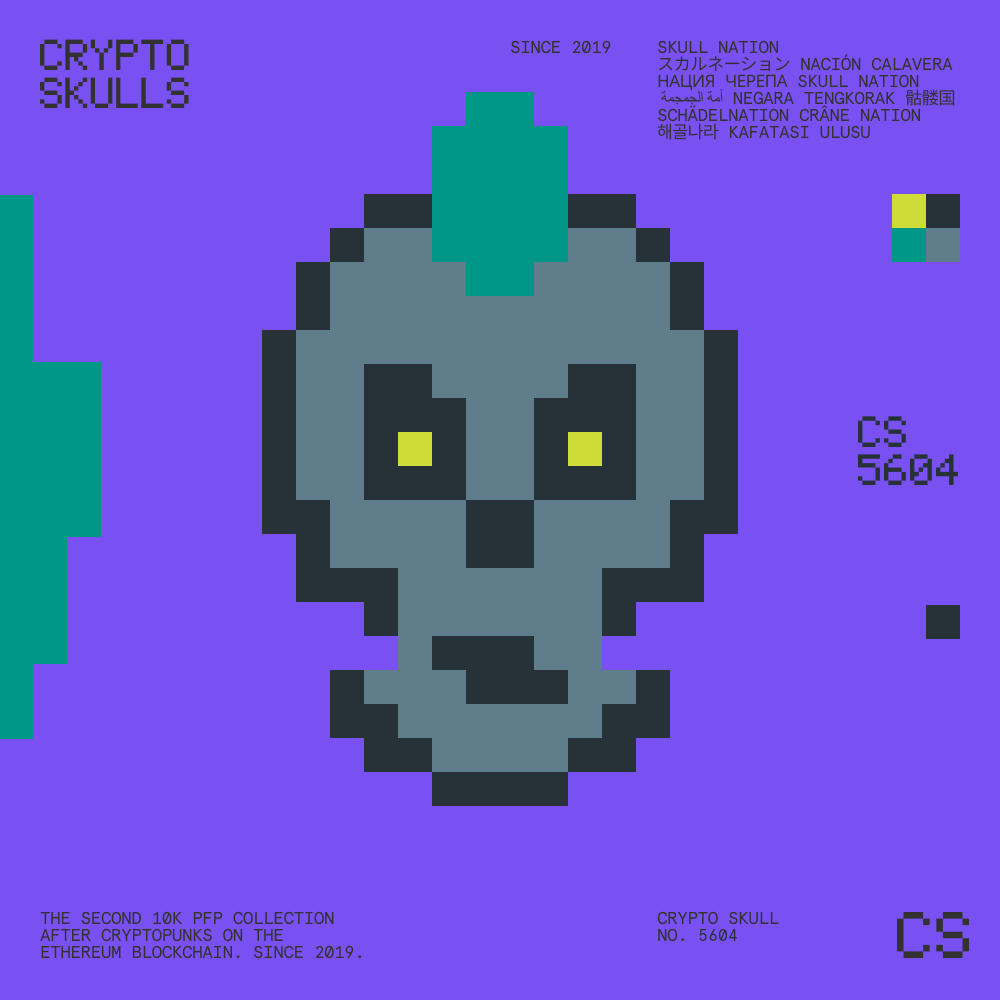 CRYPTO
SKULLS
SINCE 2019
SKULL NATION
スカルネーション NACIÓN CALAVERA
НАЦИЯ ЧЕРЕПА SKULL NATION
أمة الجمجمة NEGARA TENGKORAK 骷髅国
SCHÄDELNATION CRÂNE NATION
해골나라 KAFATASI ULUSU
CS
5604
THE SECOND 10K PFP COLLECTION
AFTER CRYPTOPUNKS ON THE
ETHEREUM BLOCKCHAIN. SINCE 2019.
CRYPTO SKULL
NO. 5604
CS